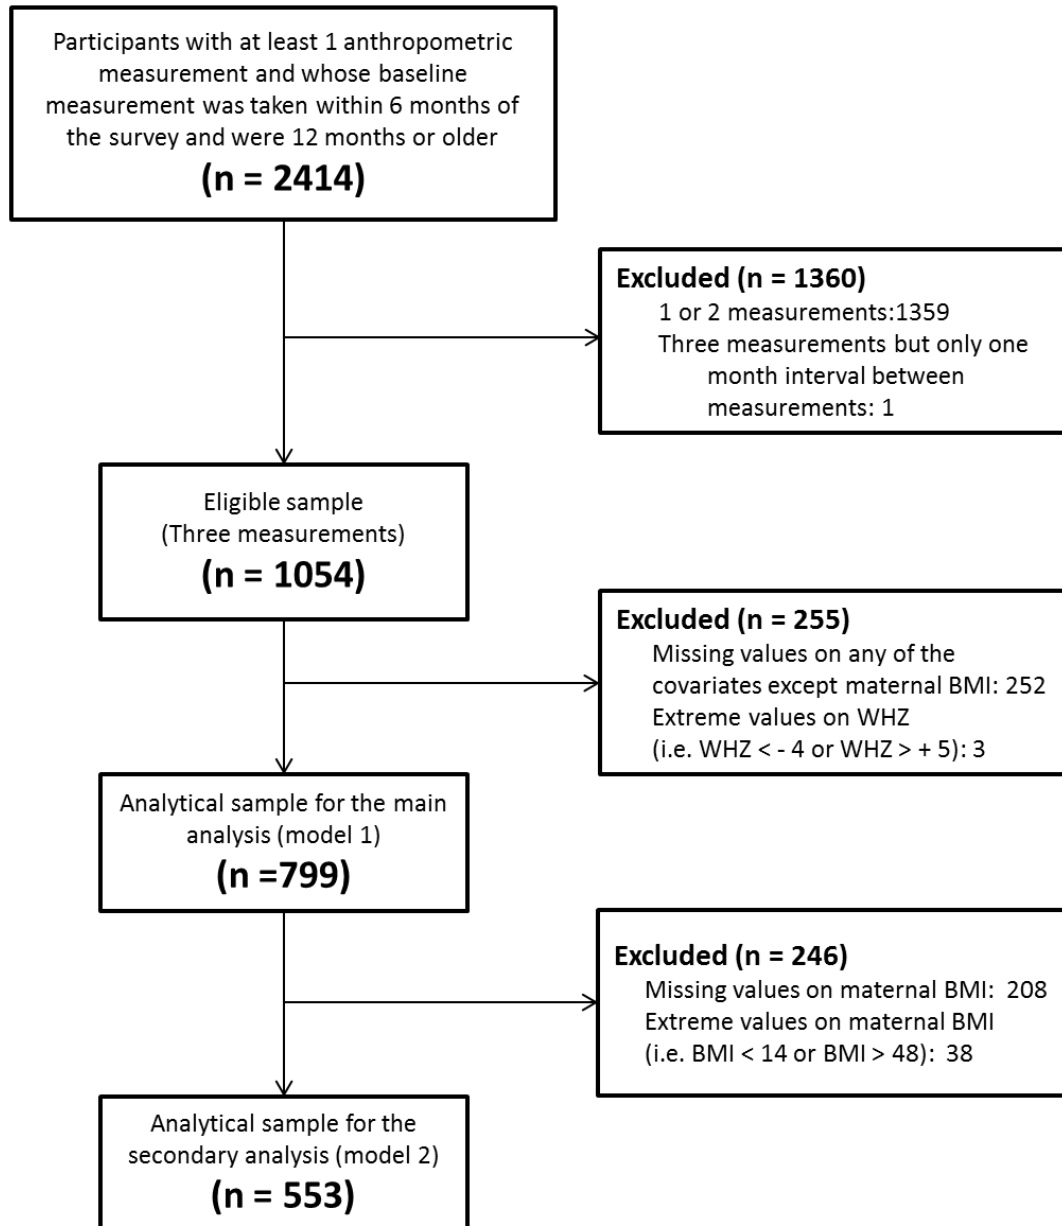 Participants with at least 1 anthropometric
measurement and whose baseline
measurement was taken within 6 months of
the survey and were 12 months or older
(n = 2414)
Excluded (n = 1360)
1 or 2 measurements:1359
Three measurements but only one
month interval between
measurements: 1
Eligible sample
(Three measurements)
(n = 1054)
Excluded (n = 255)
Missing values on any of the
covariates except maternal BMI: 252
Extreme values on WHZ
(i.e. WHZ < - 4 or WHZ > + 5): 3
Analytical sample for the main
analysis (model 1)
(n =799)
Excluded (n = 246)
Missing values on maternal BMI:  208
Extreme values on maternal BMI
(i.e. BMI < 14 or BMI > 48):  38
Analytical sample for the
secondary analysis (model 2)
(n = 553)